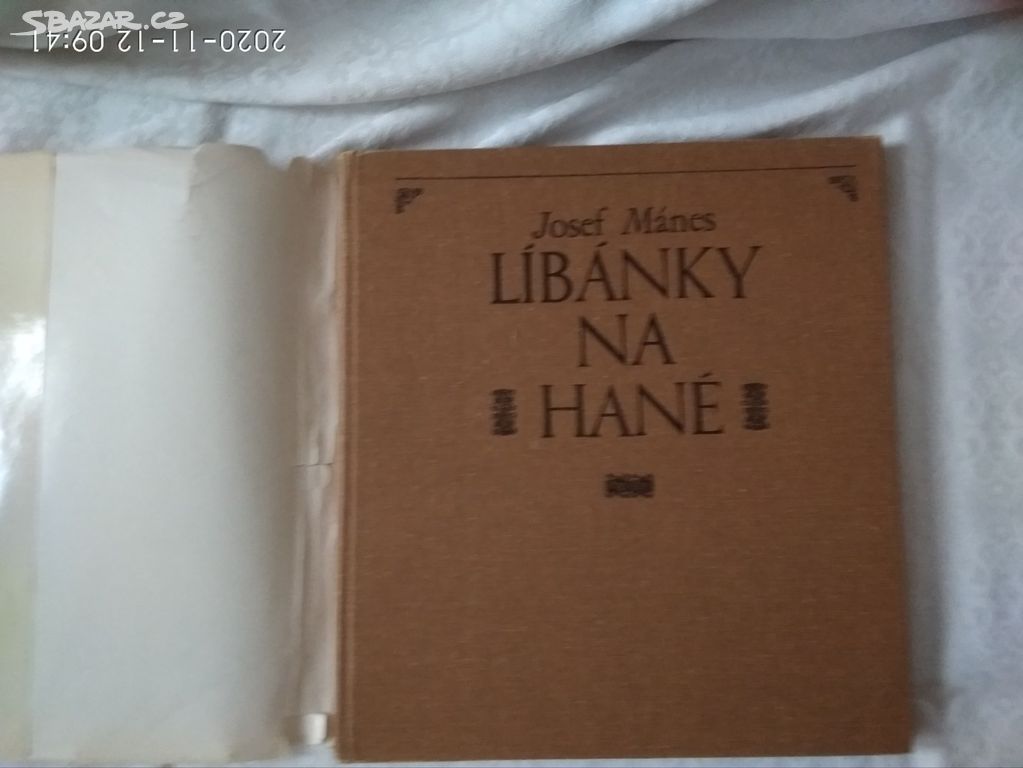 SBAZAR.CZ
2020-11-12 09:41
Josef Mánes
LÍBÁNKY
NA
HANÉ